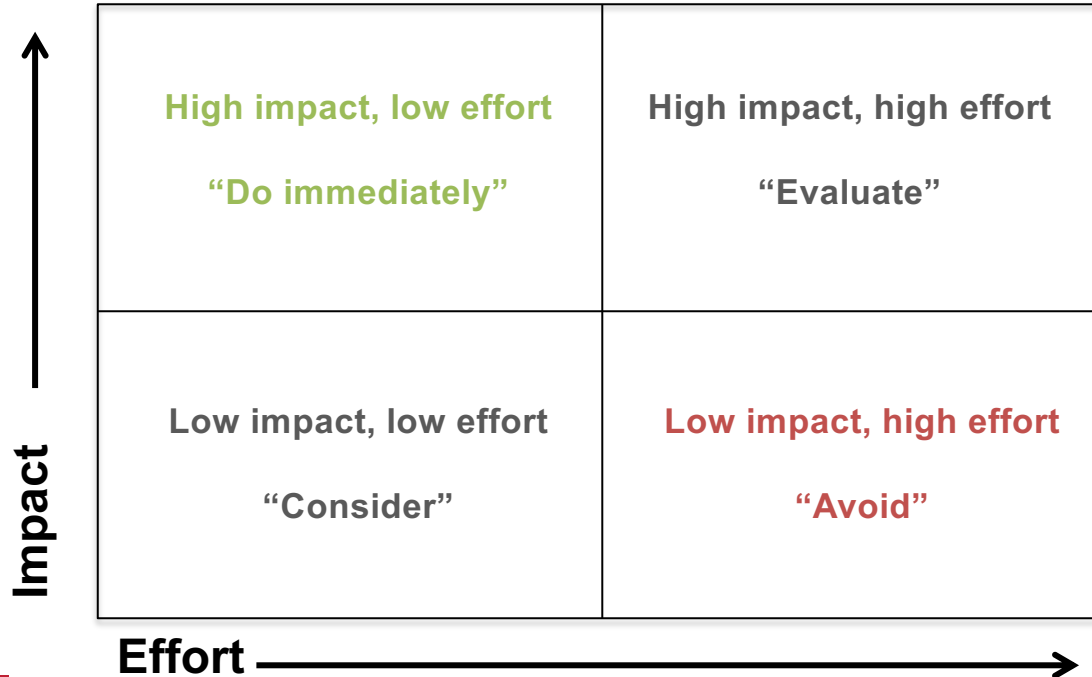 High impact, low effort
“Do immediately”
High impact, high effort
“Evaluate”
Low impact, low effort
“Consider”
Low impact, high effort
“Avoid”
Impact
Effort